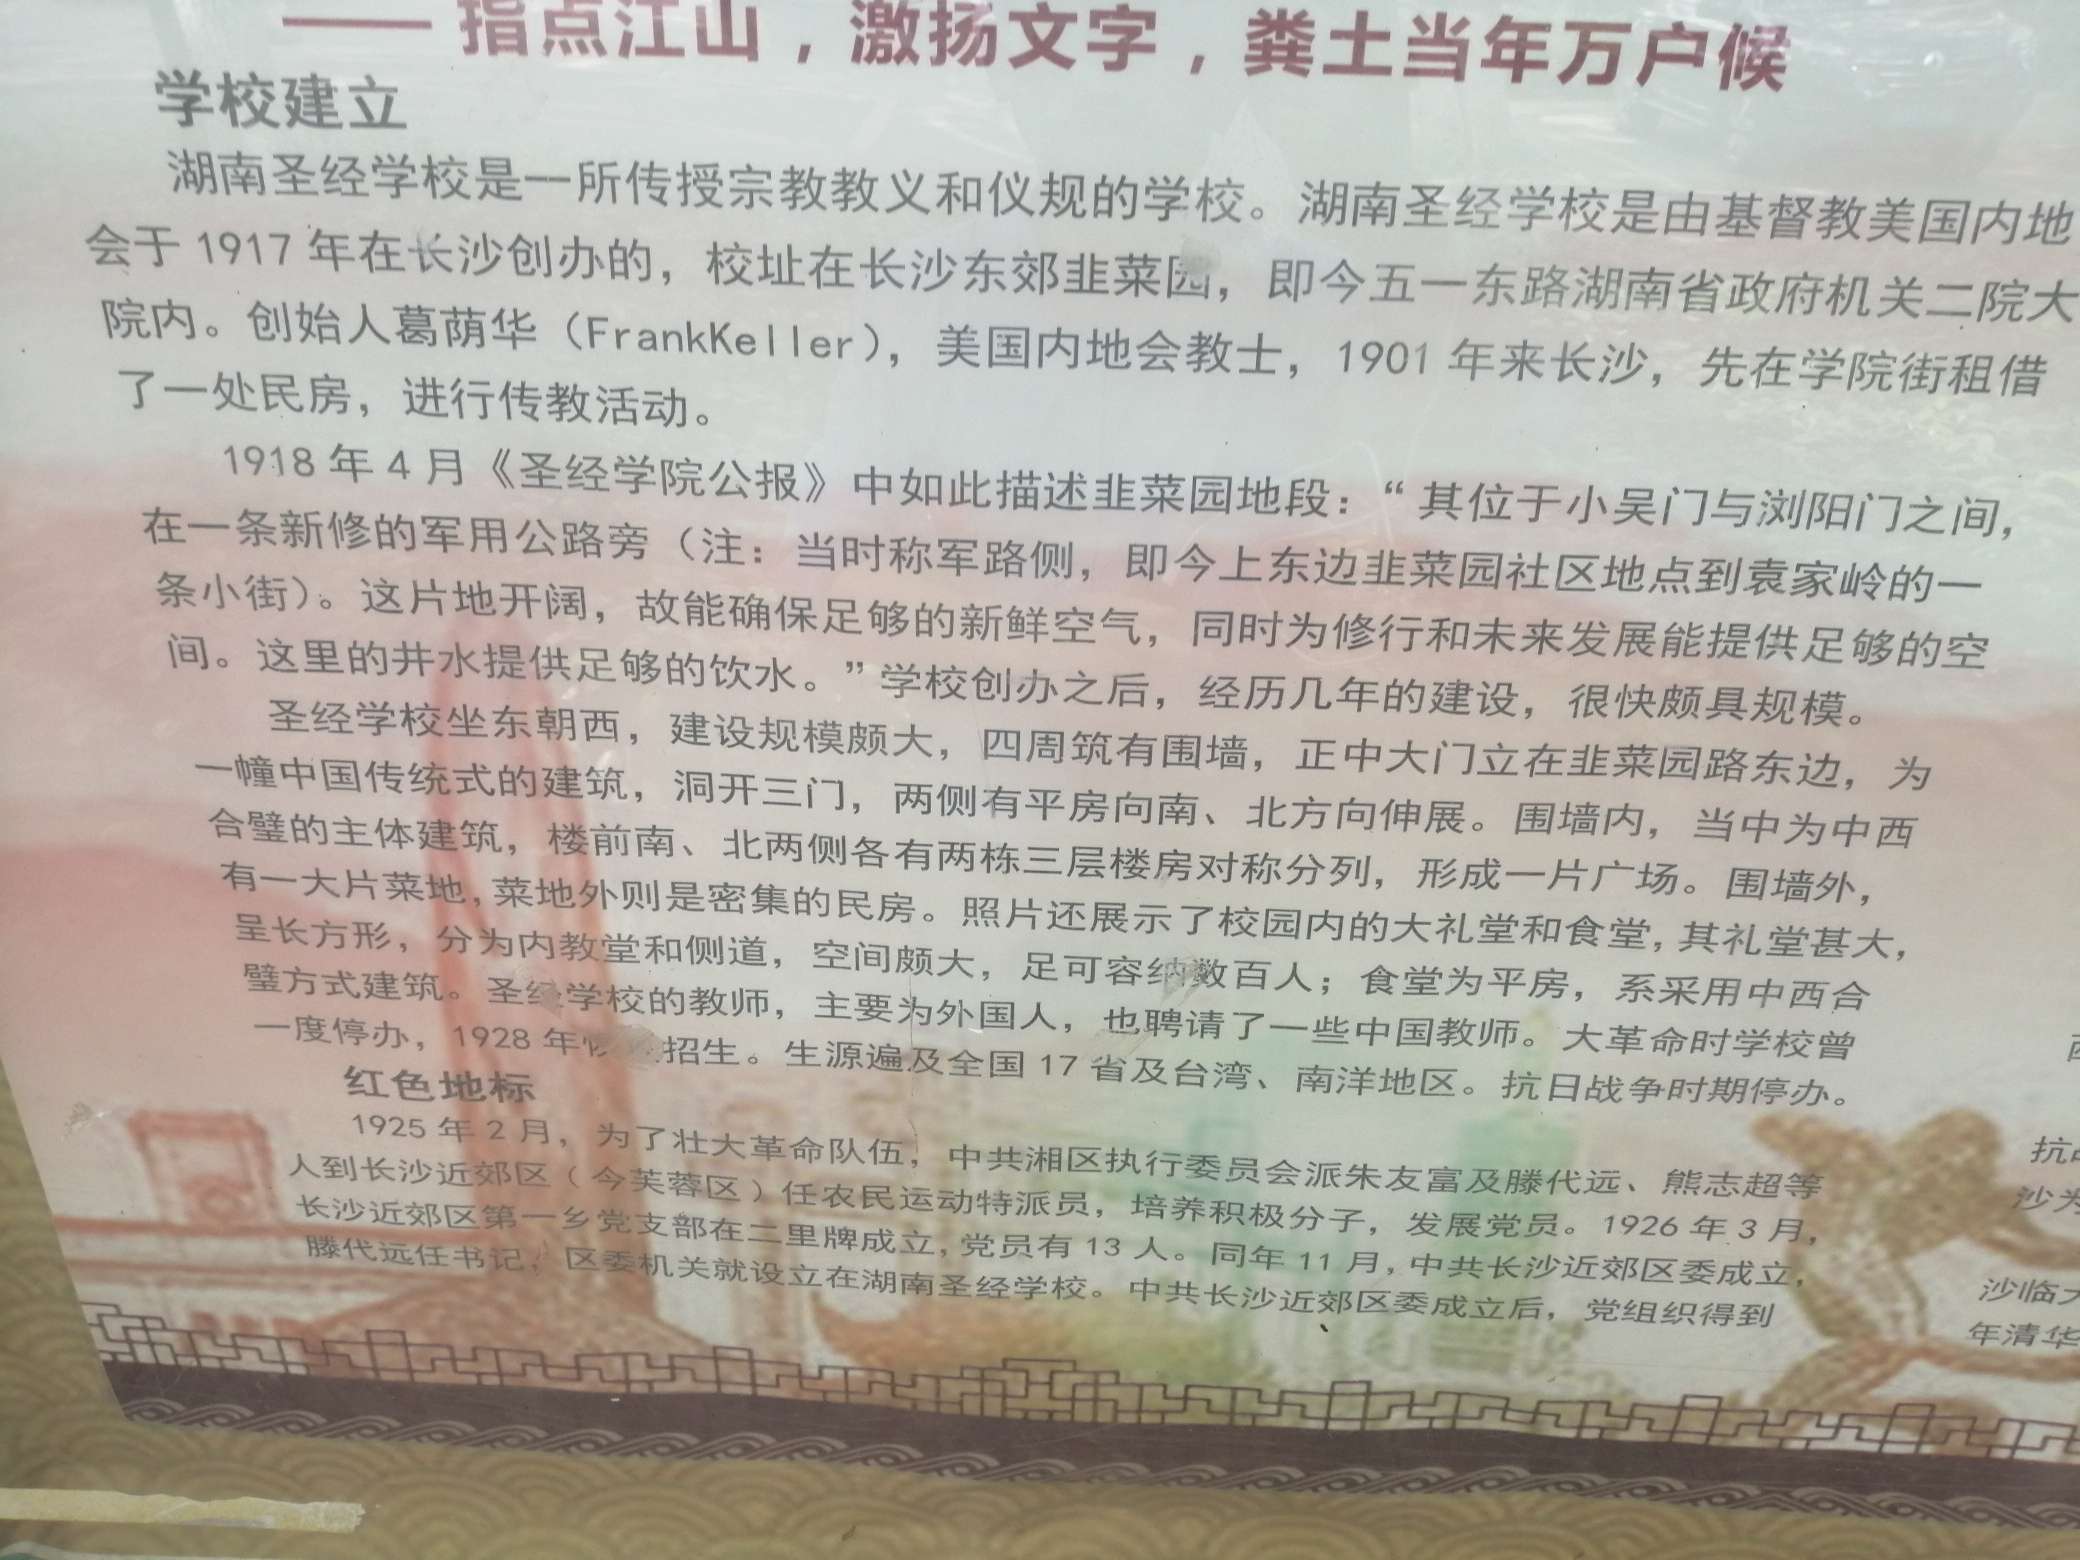 ——指点江山，激扬文字，粪土当年万户候
学校建立
湖南圣经学校是一所传授宗教教义和仪规的学校。湖南圣经学校是由基督教美国内地
会于 1917 年在长沙创办的，校址在长沙东郊韭菜园，即今五一东路湖南省政府机关二院大
院内。创始人葛荫华（FrankKeller），美国内地会教士，1901 年来长沙，先在学院街租借
了一处民房，进行传教活动。
1918 年 4 月《圣经学院公报》中如此描述韭菜园地段：“其位于小吴门与浏阳门之间，
在一条新修的军用公路旁（注：当时称军路侧，即今上东边韭菜园社区地点到袁家岭的一
条小街）。这片地开阔，故能确保足够的新鲜空气，同时为修行和未来发展能提供足够的空
间。这里的井水提供足够的饮水。”学校创办之后，经历几年的建设，很快颇具规模。
圣经学校坐东朝西，建设规模颇大，四周筑有围墙，正中大门立在韭菜园路东边，为
一幢中国传统式的建筑，洞开三门，两侧有平房向南、北方向伸展。围墙内，当中为中西
合璧的主体建筑，楼前南、北两侧各有两栋三层楼房对称分列，形成一片广场。围墙外，
有一大片菜地，菜地外则是密集的民房。照片还展示了校园内的大礼堂和食堂，其礼堂甚大，
呈长方形，分为内教堂和侧道，空间颇大，足可容纳数百人；食堂为平房，系采用中西合
璧方式建筑。圣经学校的教师，主要为外国人，也聘请了一些中国教师。大革命时学校曾
一度停办，1928 年招生。生源遍及全国 17 省及台湾、南洋地区。抗日战争时期停办。
红色地标
1925 年 2 月，为了壮大革命队伍，中共湘区执行委员会派朱友富及滕代远、熊志超等
人到长沙近郊区（今芙蓉区）任农民运动特派员，培养积极分子，发展党员。1926 年 3 月，
长沙近郊区第一乡党支部在二里牌成立，党员有 13 人。同年 11 月，中共长沙近郊区委成立，
滕代远任书记，区委机关就设立在湖南圣经学校。中共长沙近郊区委成立后，党组织得到
抗
沙为
沙临大
年清华